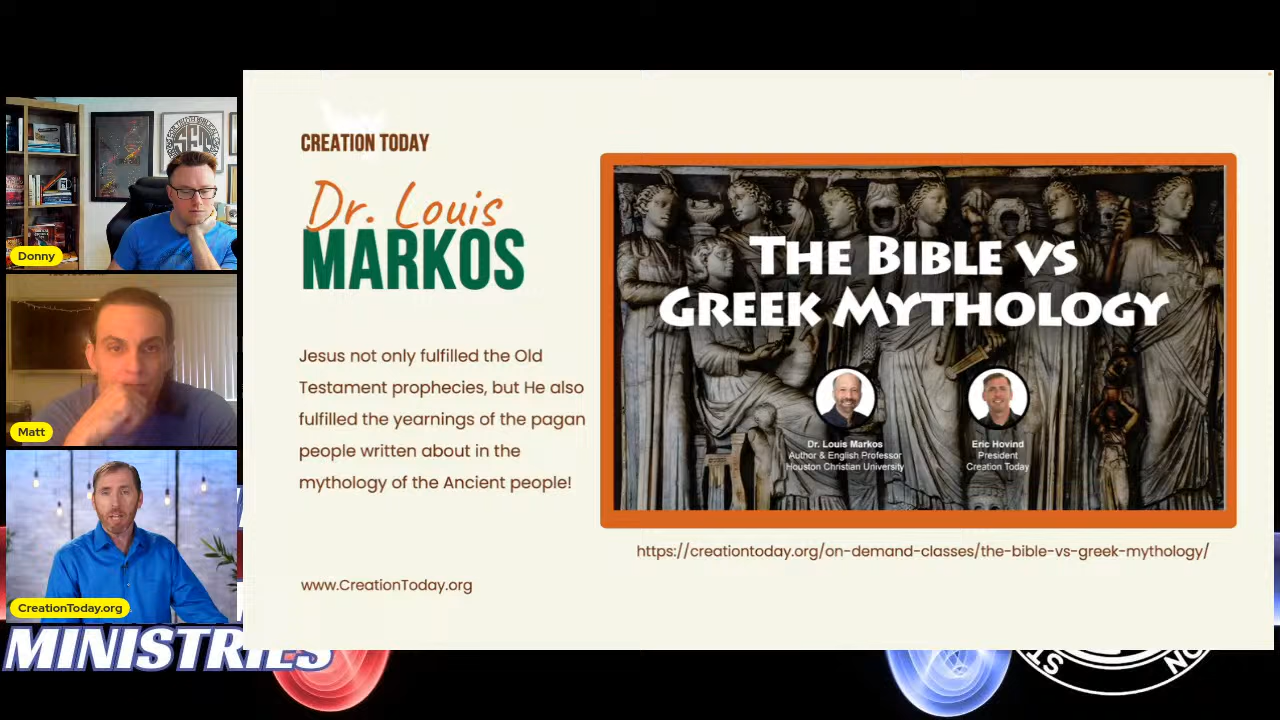 Donny
Matt
CreationToday.org
MINISTRIES
CREATION TODAY
Dr. Louis
MARKOS
Jesus not only fulfilled the Old
Testament prophecies, but He also
fulfilled the yearnings of the pagan
people written about in the
mythology of the Ancient people!
www.CreationToday.org
THE BIBLE VS
GREEK MYTHOLOGY
Dr. Louis Markos
Author & English Professor
Houston Christian University
Eric Hovind
President
Creation Today
https://creationtoday.org/on-demand-classes/the-bible-vs-greek-mythology/